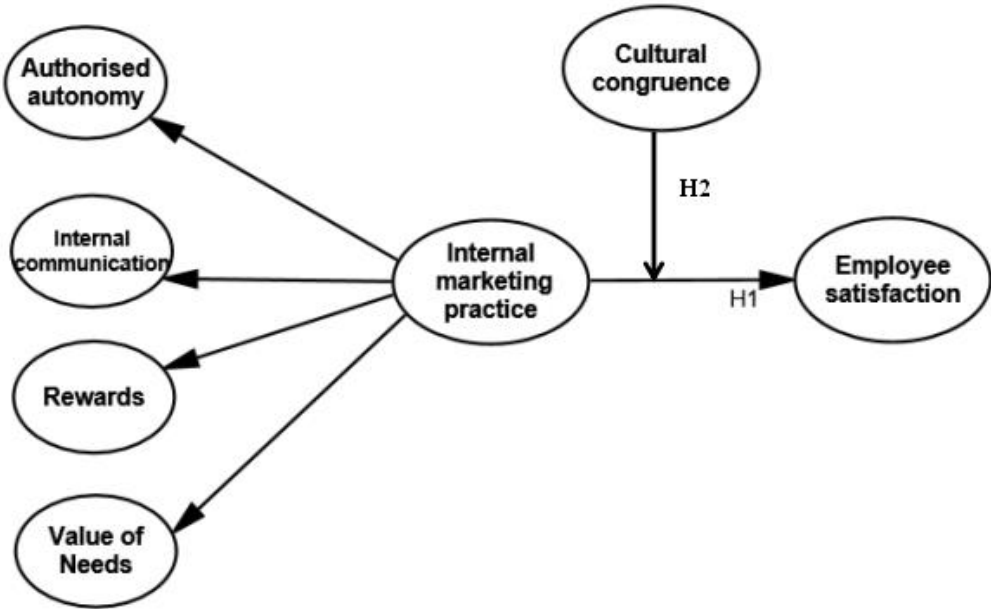 Authorised
autonomy
Internal
communication
Rewards
Value of
Needs
Internal
marketing
practice
Cultural
congruence
H2
H1
Employee
satisfaction